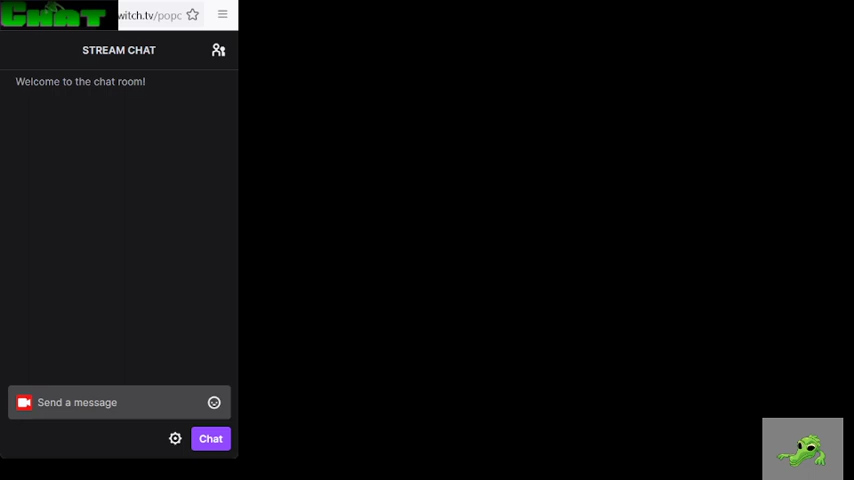 Chat
witch.tv/popc
STREAM CHAT
Welcome to the chat room!
Send a message
Chat